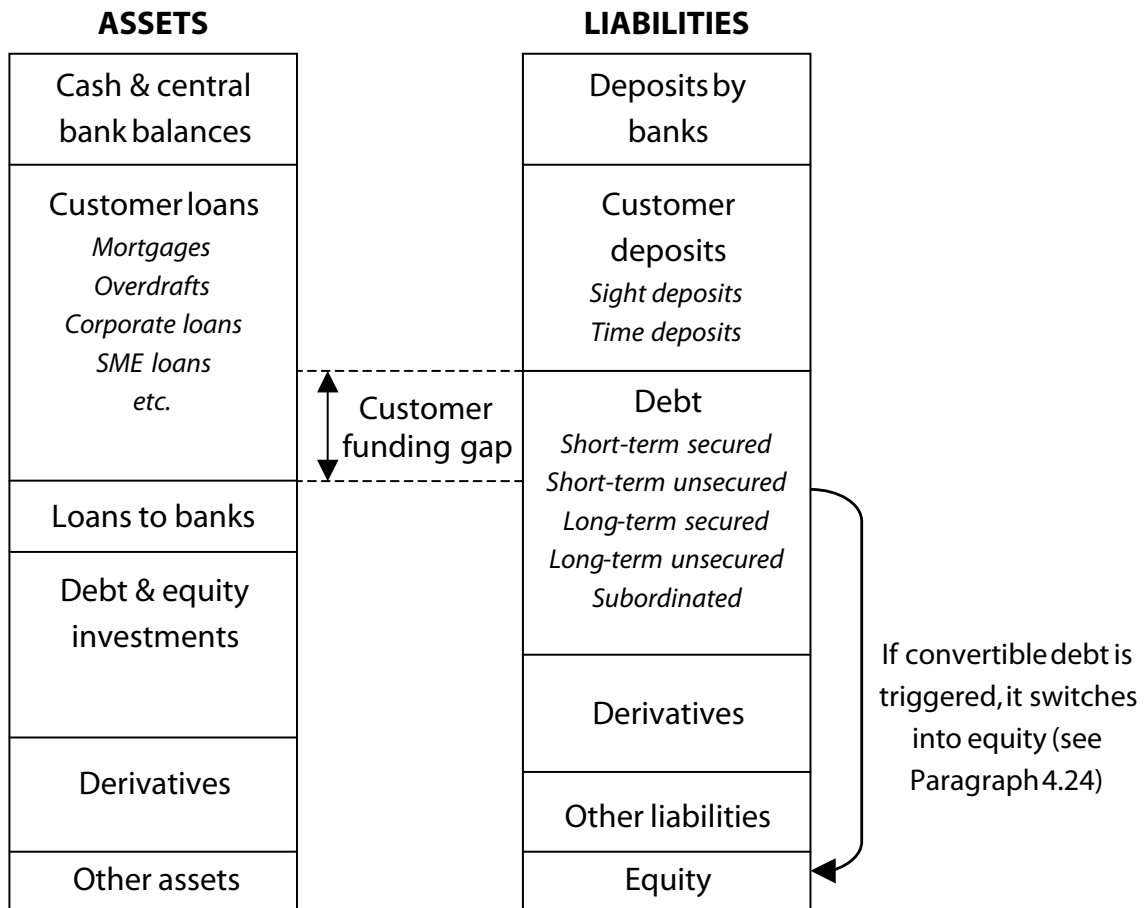 ASSETS
Cash & central
bank balances
Customer loans
Mortgages
Overdrafts
Corporate loans
SME loans
etc.
Loans to banks
Debt & equity
investments
Derivatives
Other assets
Customer
funding gap
LIABILITIES
Deposits by
banks
Customer
deposits
Sight deposits
Time deposits
Debt
Short-term secured
Short-term unsecured
Long-term secured
Long-term unsecured
Subordinated
Derivatives
Other liabilities
Equity
If convertible debt is
triggered, it switches
into equity (see
Paragraph 4.24)